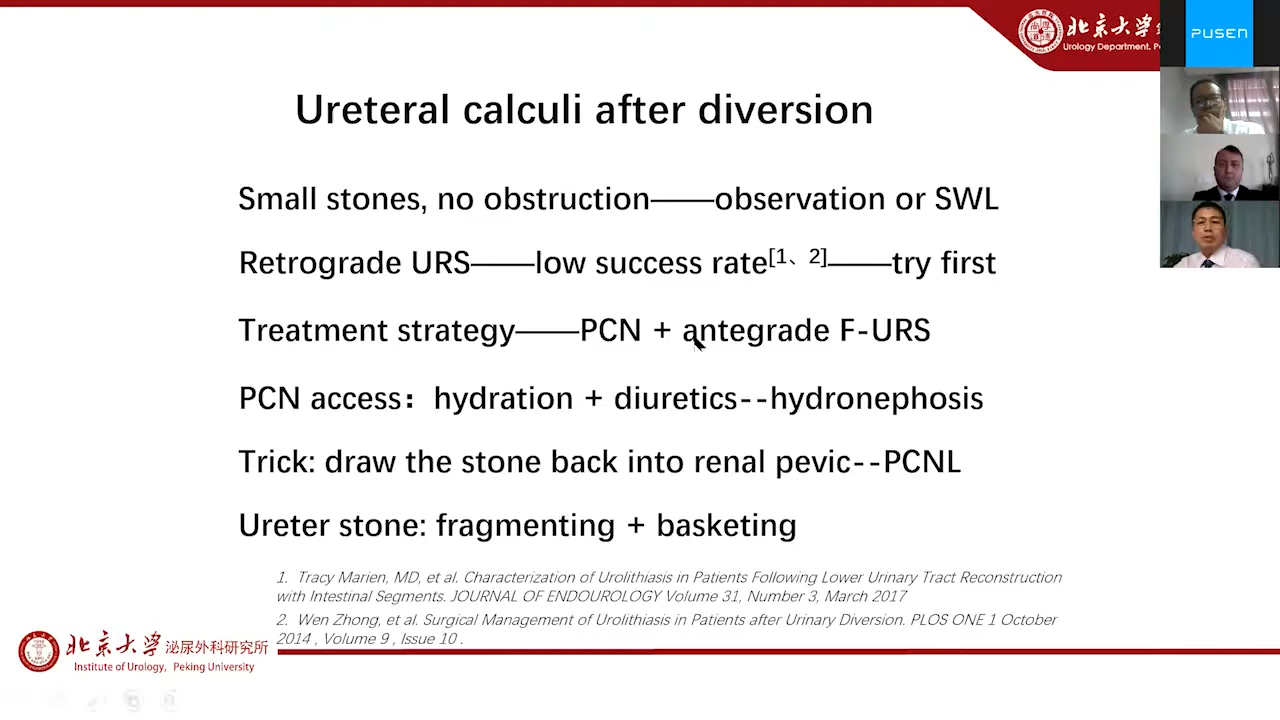 北京大学
Urology Department, P
PUSEN
Ureteral calculi after diversion
Small stones, no obstruction——observation or SWL
Retrograde URS——low success rate[1、2]——try first
Treatment strategy——PCN + antegrade F-URS
PCN access：hydration + diuretics--hydronephosis
Trick: draw the stone back into renal pevic--PCNL
Ureter stone: fragmenting + basketing
1. Tracy Marien, MD, et al. Characterization of Urolithiasis in Patients Following Lower Urinary Tract Reconstruction
with Intestinal Segments. JOURNAL OF ENDOUROLOGY Volume 31, Number 3, March 2017
2. Wen Zhong, et al. Surgical Management of Urolithiasis in Patients after Urinary Diversion. PLOS ONE 1 October
2014 , Volume 9 , Issue 10 .
北京大学 泌尿外科研究所
Institute of Urology, Peking University